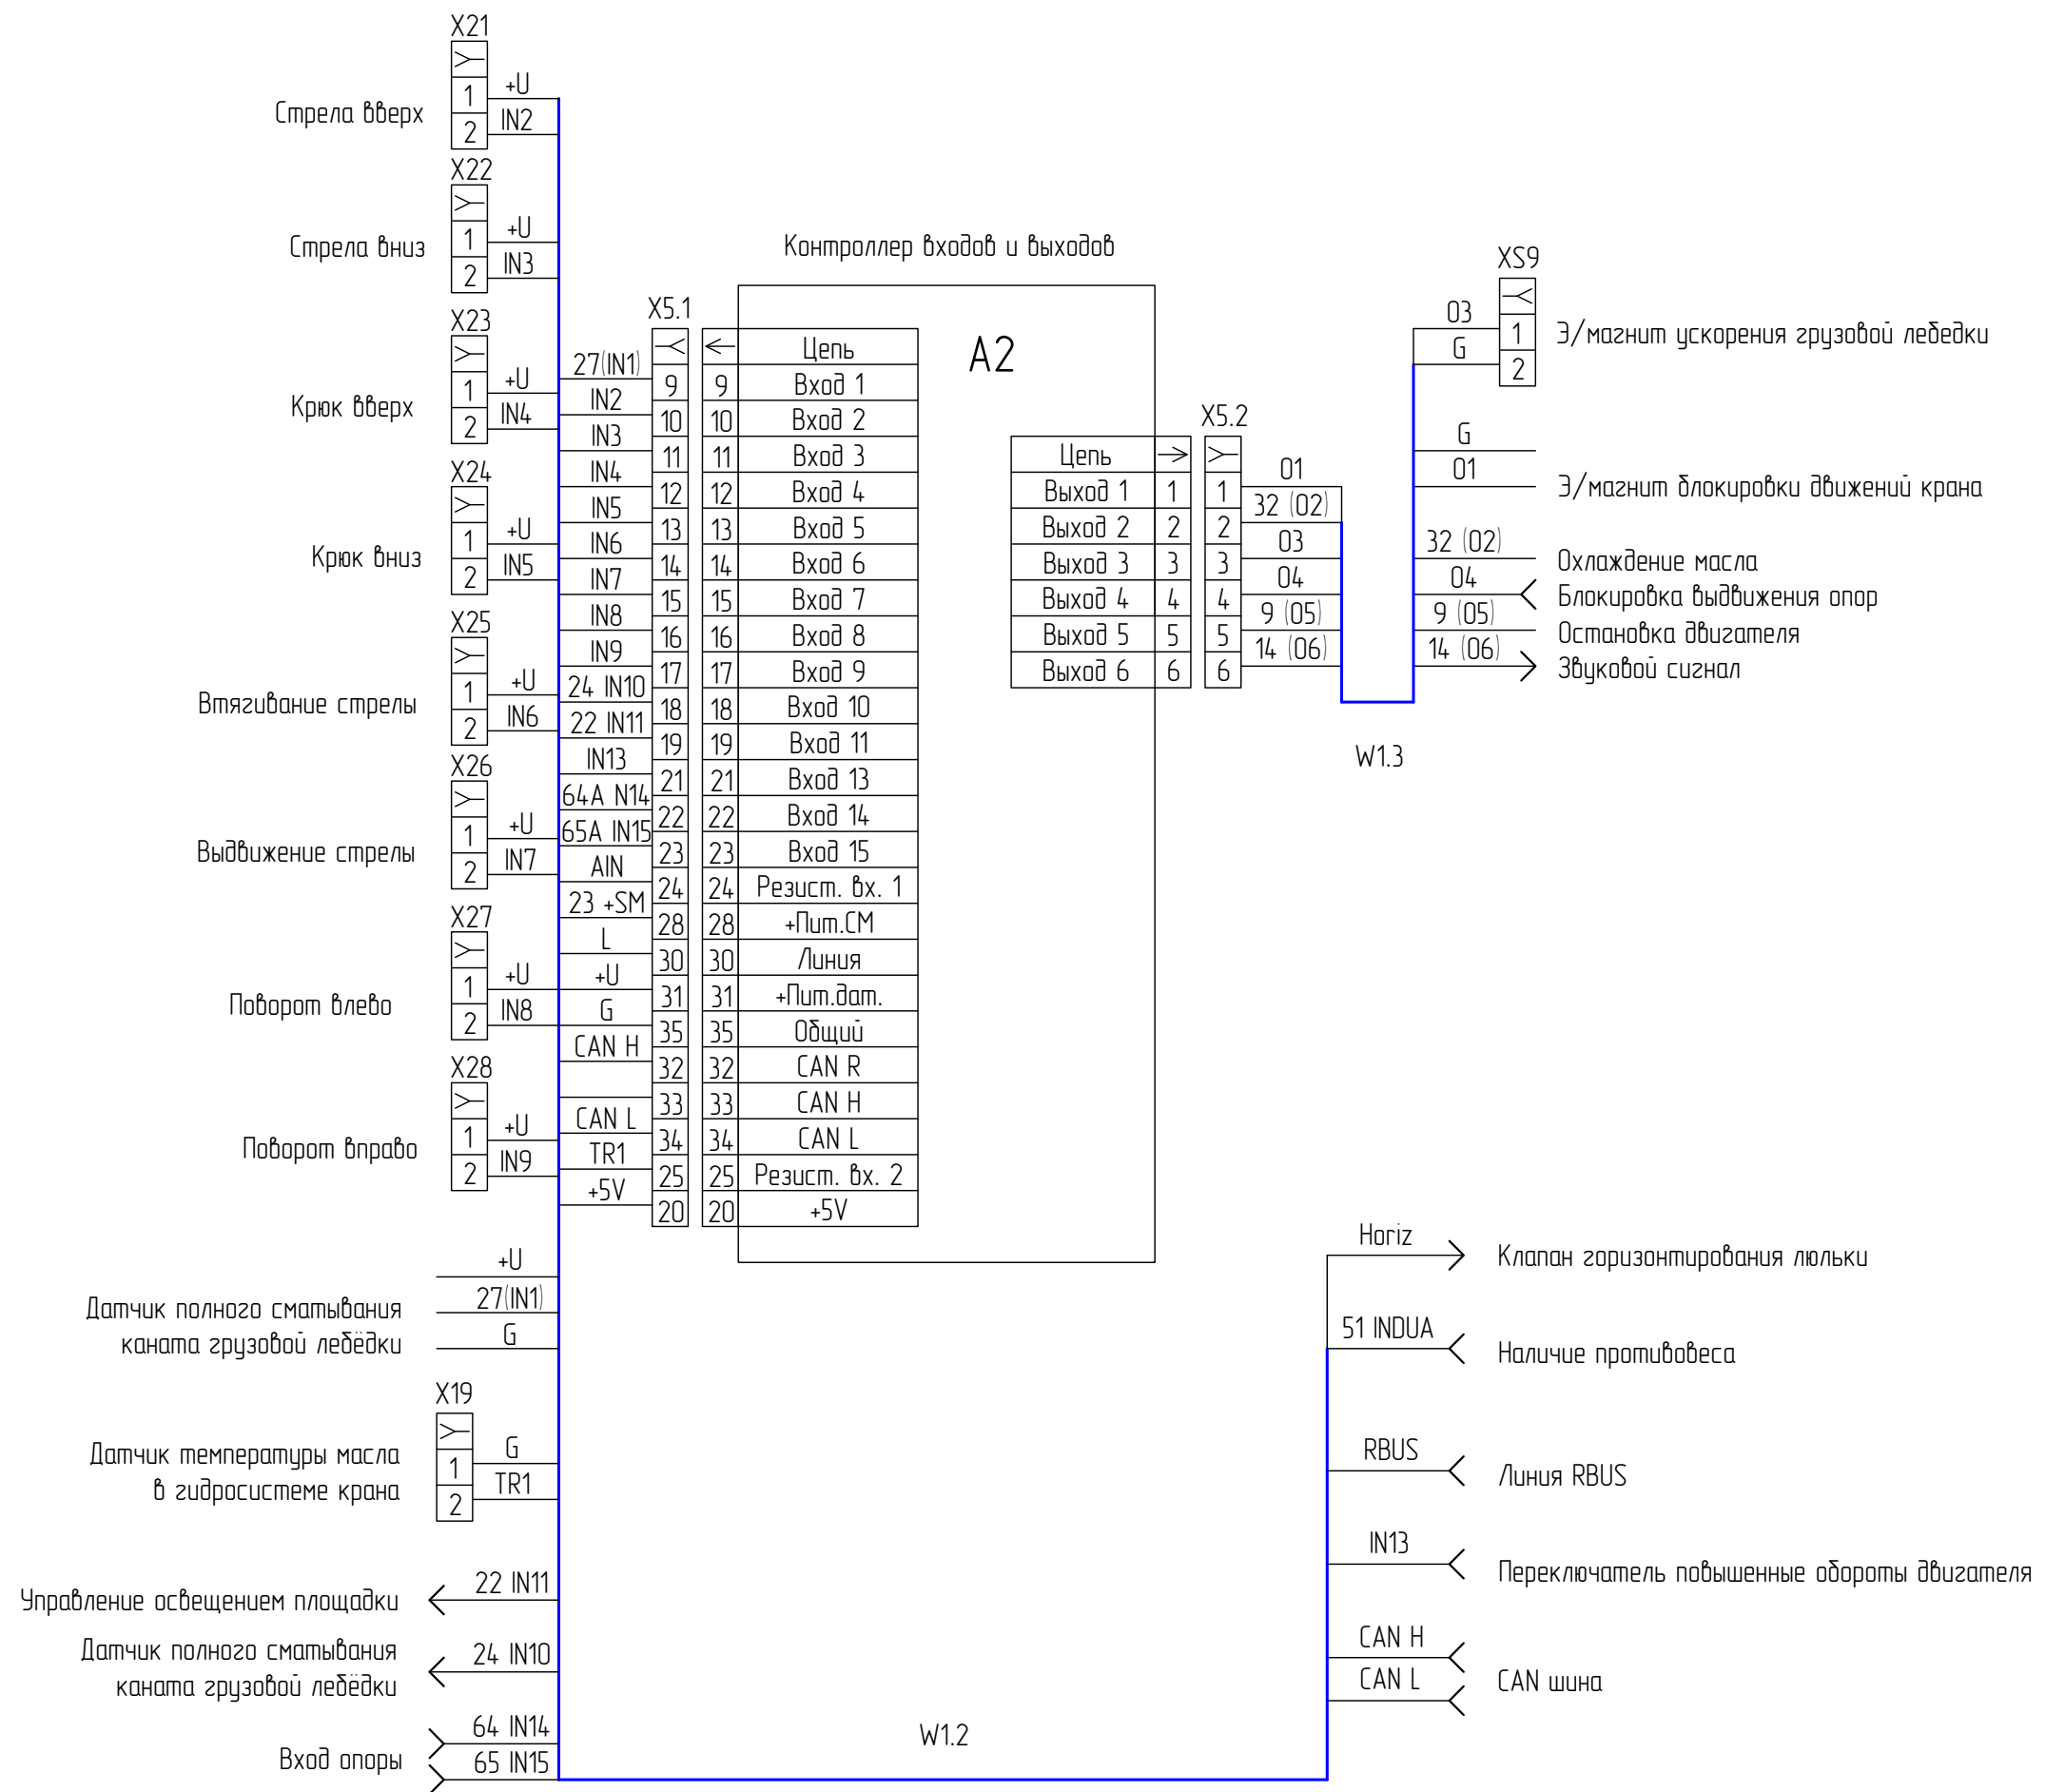 X21
1 +U
2 IN2
Стрела вверх
X22
1 +U
2 IN3
Стрела вниз
X23
1 +U
2 IN4
Крюк вверх
X24
1 +U
2 IN5
Крюк вниз
X25
1 +U
2 IN6
Втягивание стрелы
X26
1 +U
2 IN7
Выдвижение стрелы
X27
1 +U
2 IN8
Поворот влево
X28
1 +U
2 IN9
Поворот вправо
+U
27(IN1)
G
Датчик полного сматывания
каната грузовой лебёдки
X19
1 G
2 TR1
Датчик температуры масла
в гидросистеме крана
22 IN11
Управление освещением площадки
24 IN10
Датчик полного сматывания
каната грузовой лебёдки
64 IN14
65 IN15
Вход опоры
Контроллер входов и выходов
A2
X5.1
Цепь
27(IN1) 9 9 Вход 1
IN2 10 10 Вход 2
IN3 11 11 Вход 3
IN4 12 12 Вход 4
IN5 13 13 Вход 5
IN6 14 14 Вход 6
IN7 15 15 Вход 7
IN8 16 16 Вход 8
IN9 17 17 Вход 9
24 IN10 18 18 Вход 10
22 IN11 19 19 Вход 11
IN13 21 21 Вход 13
64A N14 22 22 Вход 14
65A IN15 23 23 Вход 15
AIN 24 24 Резист. вх. 1
23 +SM 28 28 +Пит.СМ
L 30 30 Линия
+U 31 31 +Пит.дат.
G 35 35 Общий
CAN H 32 32 CAN R
33 33 CAN H
CAN L 34 34 CAN L
TR1 25 25 Резист. вх. 2
+5V 20 20 +5V
X5.2
Цепь
Выход 1 1 1 O1
Выход 2 2 2 32 (O2)
Выход 3 3 3 O3
Выход 4 4 4 O4
Выход 5 5 5 9 (O5)
Выход 6 6 6 14 (O6)
XS9
O3 1
G 2
Э/магнит ускорения грузовой лебедки
G
O1
Э/магнит блокировки движений крана
32 (O2) Охлаждение масла
O4 Блокировка выдвижения опор
9 (O5) Остановка двигателя
14 (O6) Звуковой сигнал
W1.3
Horiz Клапан горизонтирования люльки
51 INDUA Наличие противовеса
RBUS Линия RBUS
IN13 Переключатель повышенные обороты двигателя
CAN H
CAN L
CAN шина
W1.2